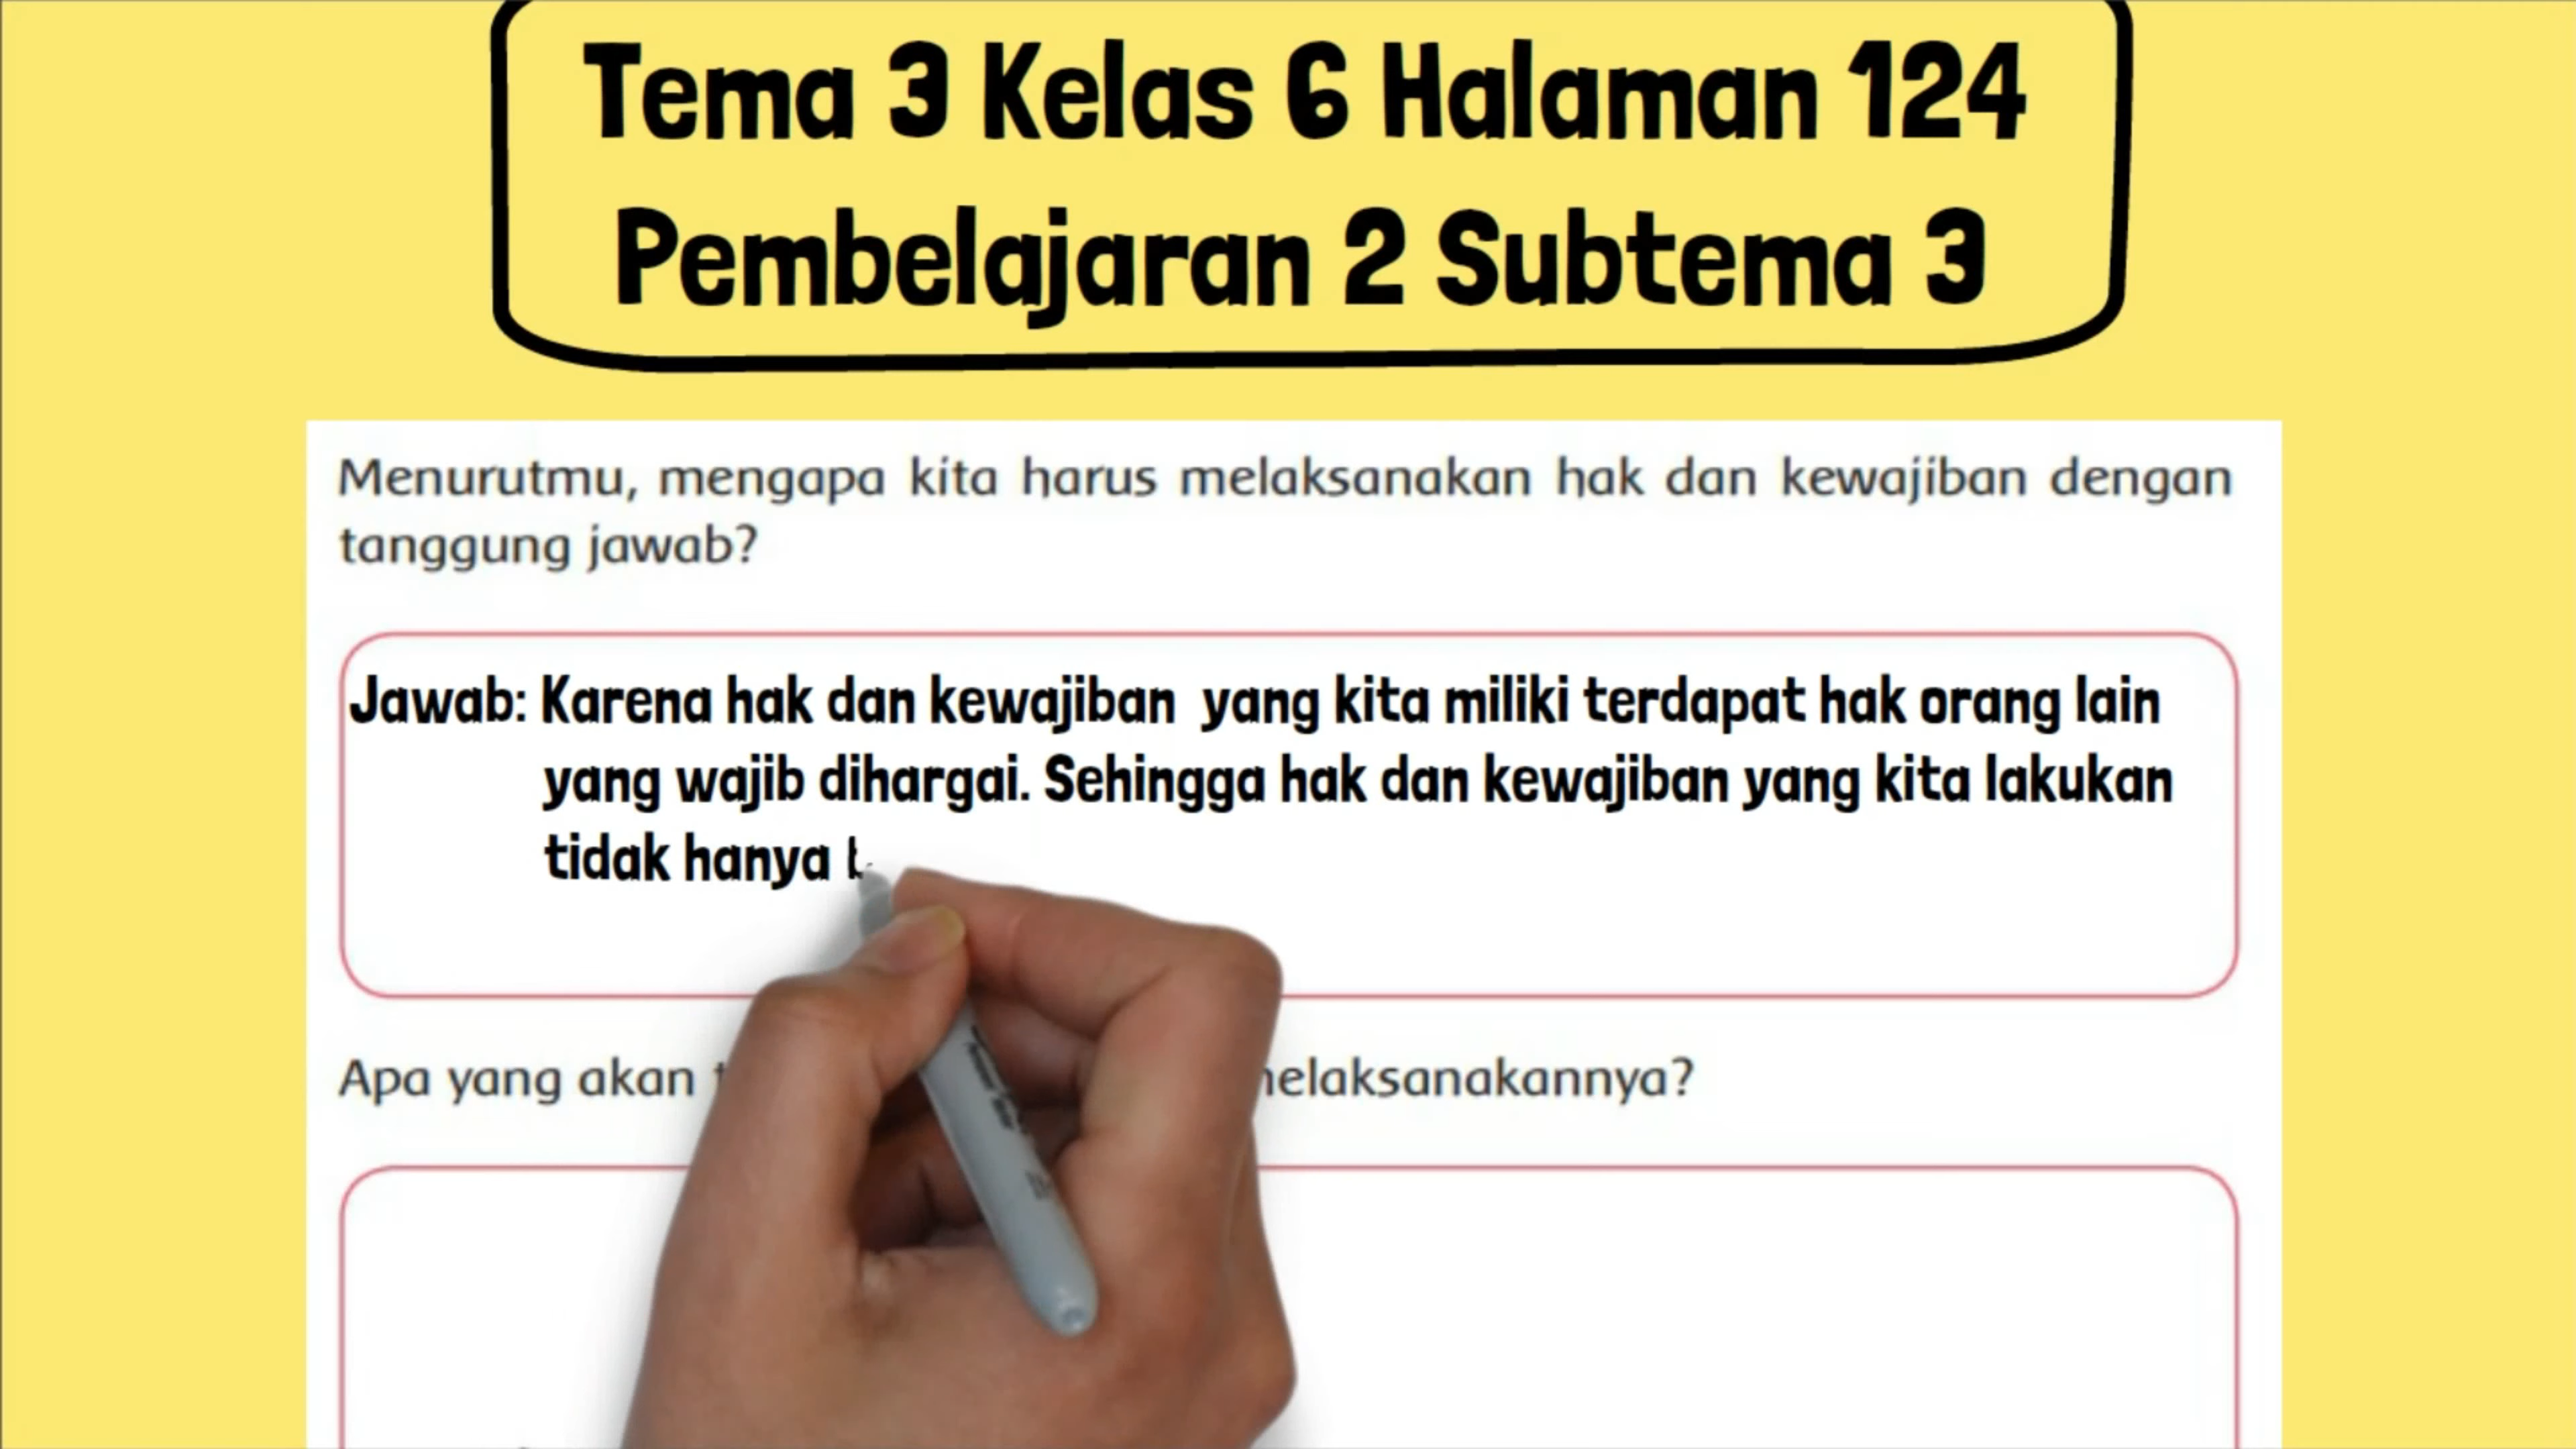 Tema 3 Kelas 6 Halaman 124
Pembelajaran 2 Subtema 3
Menurutmu, mengapa kita harus melaksanakan hak dan kewajiban dengan
tanggung jawab?
Jawab: Karena hak dan kewajiban yang kita miliki terdapat hak orang lain
yang wajib dihargai. Sehingga hak dan kewajiban yang kita lakukan
tidak hanya
Apa yang akan